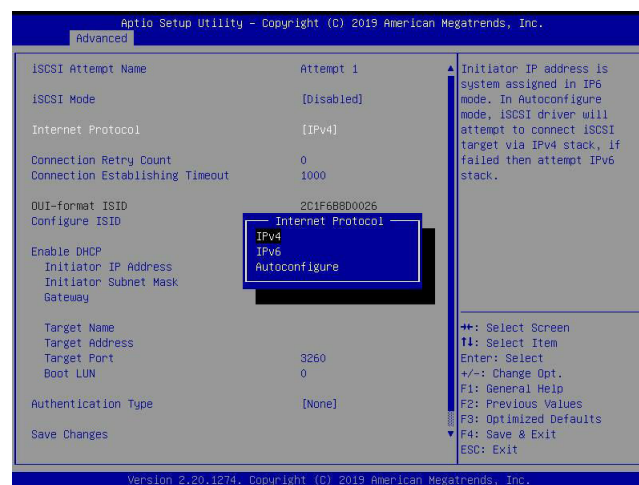 Aptio Setup Utility – Copyright (C) 2019 American Megatrends, Inc.
Advanced
iSCSI Attempt Name Attempt 1
iSCSI Mode [Disabled]
Internet Protocol [IPv4]
Connection Retry Count 0
Connection Establishing Timeout 1000
OUI-format ISID 2C1F6B8D0026
Configure ISID
Enable DHCP
Initiator IP Address
Initiator Subnet Mask
Gateway
Target Name
Target Address
Target Port 3260
Boot LUN 0
Authentication Type [None]
Save Changes
Internet Protocol
IPv4
IPv6
Autoconfigure
Initiator IP address is
system assigned in IP6
mode. In Autoconfigure
mode, iSCSI driver will
attempt to connect iSCSI
target via IPv4 stack, if
failed then attempt IPv6
stack.
→←: Select Screen
↑↓: Select Item
Enter: Select
+/-: Change Opt.
F1: General Help
F2: Previous Values
F3: Optimized Defaults
F4: Save & Exit
ESC: Exit
Version 2.20.1274. Copyright (C) 2019 American Megatrends, Inc.